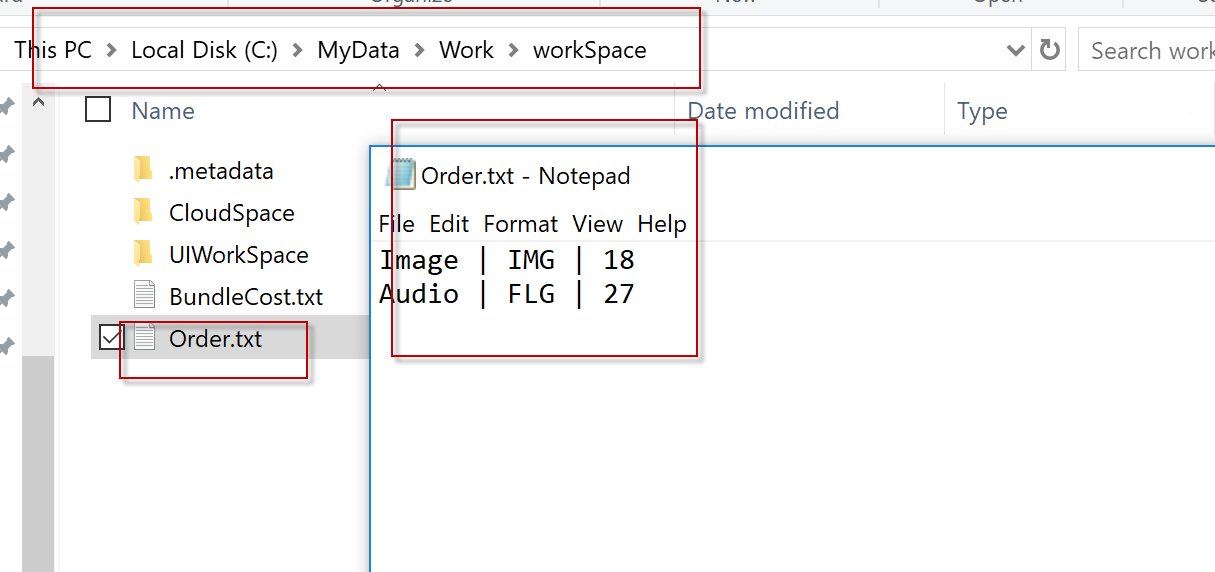 This PC > Local Disk (C:) > MyData > Work > workSpace
Search work
Name
Date modified
Type
.metadata
CloudSpace
UIWorkSpace
BundleCost.txt
Order.txt
Order.txt - Notepad
File Edit Format View Help
Image | IMG | 18
Audio | FLG | 27